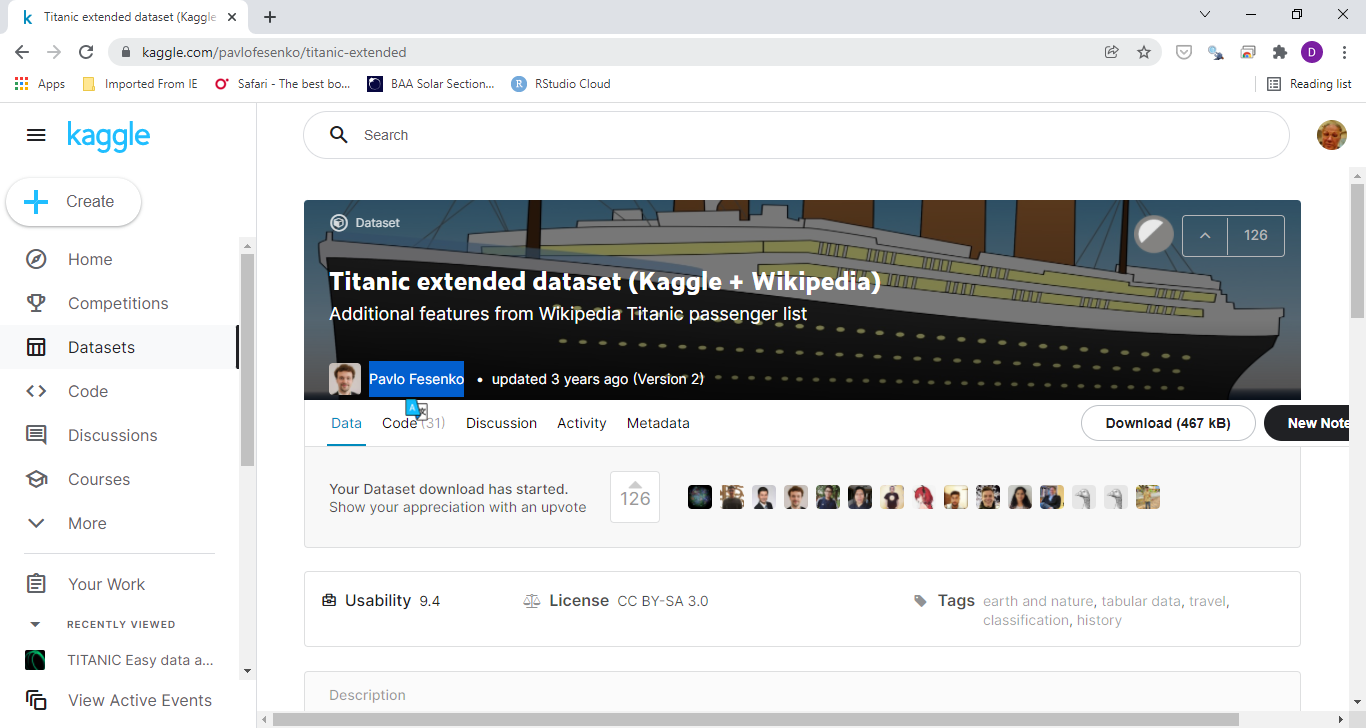 Titanic extended dataset (Kaggle
kaggle.com/pavlofesenko/titanic-extended
D
Apps
Imported From IE
Safari - The best bo...
BAA Solar Section...
R
RStudio Cloud
Reading list
kaggle
Search
Create
Home
Competitions
Datasets
Code
Discussions
Courses
More
Your Work
RECENTLY VIEWED
TITANIC Easy data a...
View Active Events
Dataset
126
Titanic extended dataset (Kaggle + Wikipedia)
Additional features from Wikipedia Titanic passenger list
Pavlo Fesenko • updated 3 years ago (Version 2)
Data
Code (31)
Discussion
Activity
Metadata
Download (467 kB)
New Note
Your Dataset download has started.
Show your appreciation with an upvote
126
Usability 9.4
License CC BY-SA 3.0
Tags earth and nature, tabular data, travel,
classification, history
Description